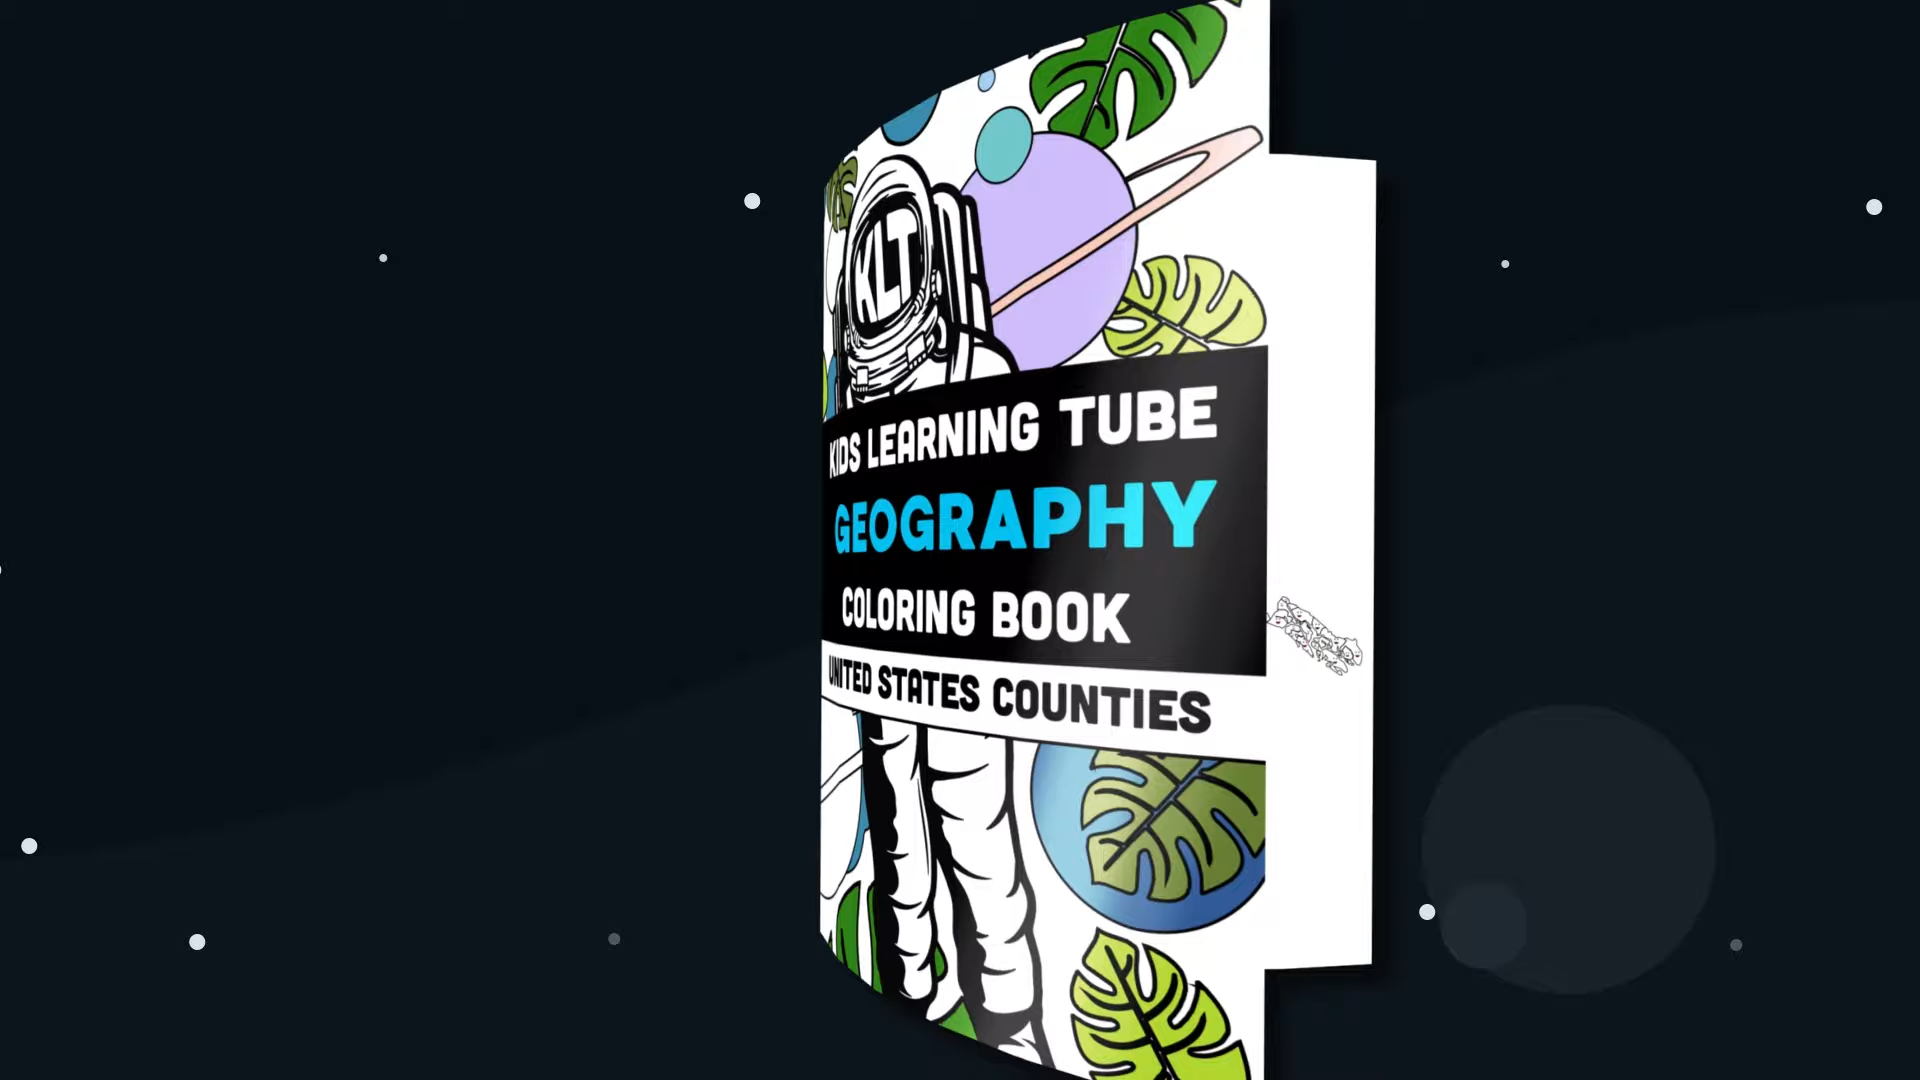 KLT
KIDS LEARNING TUBE
GEOGRAPHY
COLORING BOOK
UNITED STATES COUNTIES